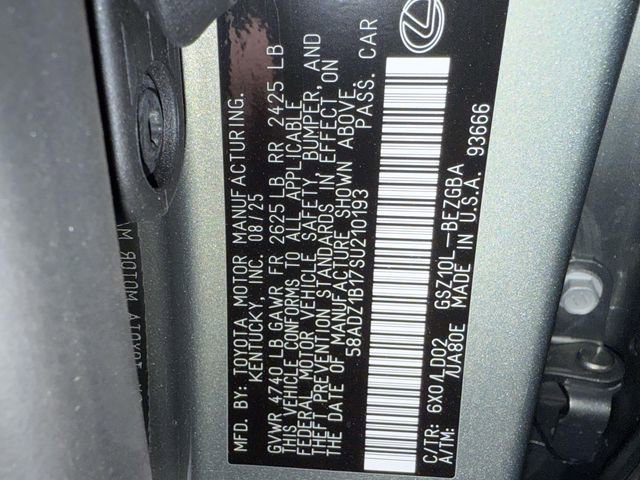 MFD. BY: TOYOTA MOTOR MANUFACTURING.
KENTUCKY, INC. 08/25
GVWR 4740 LB GAWR FR 2625 LB RR 2425 LB
THIS VEHICLE CONFORMS TO ALL APPLICABLE
FEDERAL MOTOR VEHICLE SAFETY, BUMPER, AND
THEFT PREVENTION STANDARDS IN EFFECT ON
THE DATE OF MANUFACTURE SHOWN ABOVE.
58ADZ1B17SU210193 PASS. CAR
C/TR: 6X0/LD02 GSZ10L-BEZGBA
A/TM: /UA80E MADE IN U.S.A. 93666